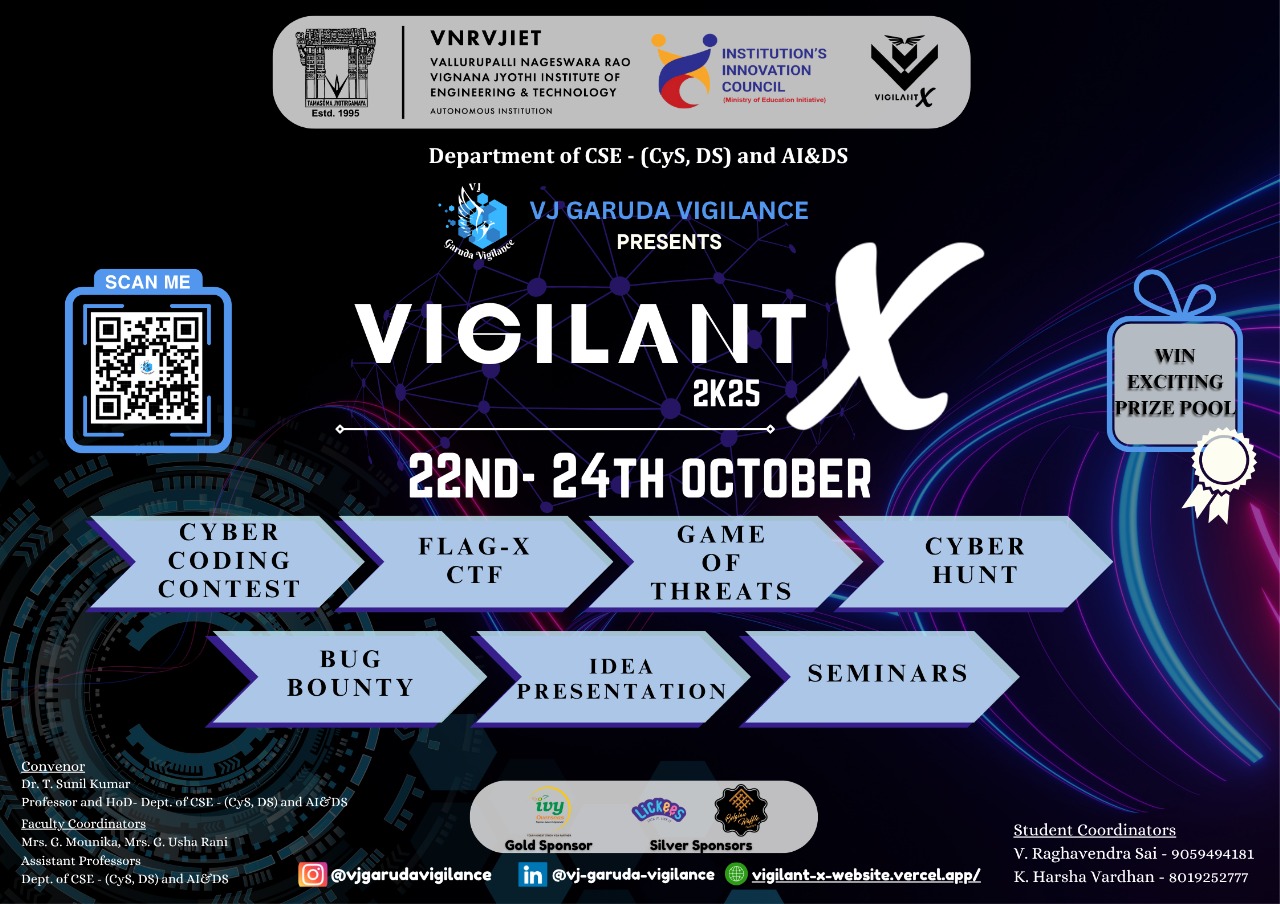 VNRVJIET
VALLURUPALLI NAGESWARA RAO
VIGNANA JYOTHI INSTITUTE OF
ENGINEERING & TECHNOLOGY
AUTONOMOUS INSTITUTION
TAMASOMA JYOTIRGAMAYA
Estd. 1995
INSTITUTION'S
INNOVATION
COUNCIL
(Ministry of Education Initiative)
VIGILANT X
Department of CSE - (CyS, DS) and AI&DS
VJ
Garuda Vigilance
VJ GARUDA VIGILANCE
PRESENTS
SCAN ME
VIGILANT X
2K25
WIN
EXCITING
PRIZE POOL
22ND- 24TH OCTOBER
CYBER
CODING
CONTEST
FLAG-X
CTF
GAME
OF
THREATS
CYBER
HUNT
BUG
BOUNTY
IDEA
PRESENTATION
SEMINARS
Convenor
Dr. T. Sunil Kumar
Professor and HoD- Dept. of CSE - (CyS, DS) and AI&DS
Faculty Coordinators
Mrs. G. Mounika, Mrs. G. Usha Rani
Assistant Professors
Dept. of CSE - (CyS, DS) and AI&DS
ivy
Overseas
Gold Sponsor
LICKEES
Belgian Waffle
Silver Sponsors
@vjgarudavigilance
@vj-garuda-vigilance
vigilant-x-website.vercel.app/
Student Coordinators
V. Raghavendra Sai - 9059494181
K. Harsha Vardhan - 8019252777